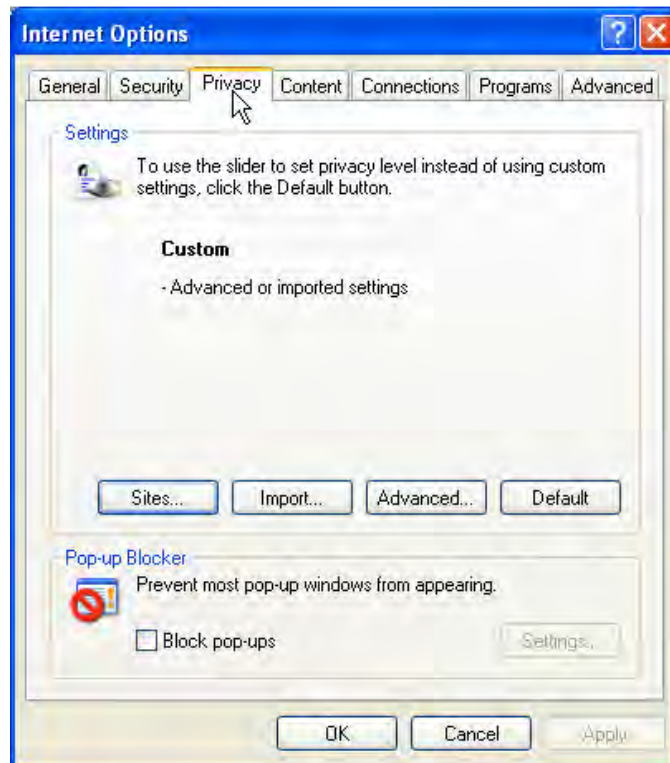 Internet Options
General Security Privacy Content Connections Programs Advanced
Settings
To use the slider to set privacy level instead of using custom
settings, click the Default button.
Custom
- Advanced or imported settings
Sites... Import... Advanced... Default
Pop-up Blocker
Prevent most pop-up windows from appearing.
Block pop-ups Settings...
OK Cancel Apply